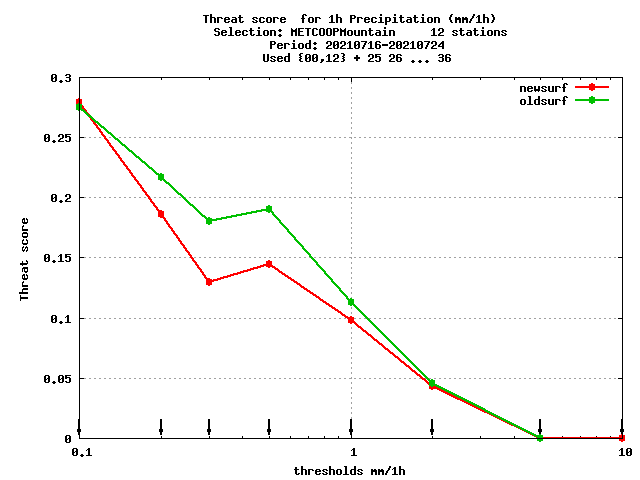 Threat score  for 1h Precipitation (mm/1h)
Selection: METCOOPMountain     12 stations
Period: 20210716-20210724
Used {00,12} + 25 26 ... 36
newsurf
oldsurf
0.3
0.25
0.2
0.15
0.1
0.05
0
Threat score
0.1 1 10
thresholds mm/1h